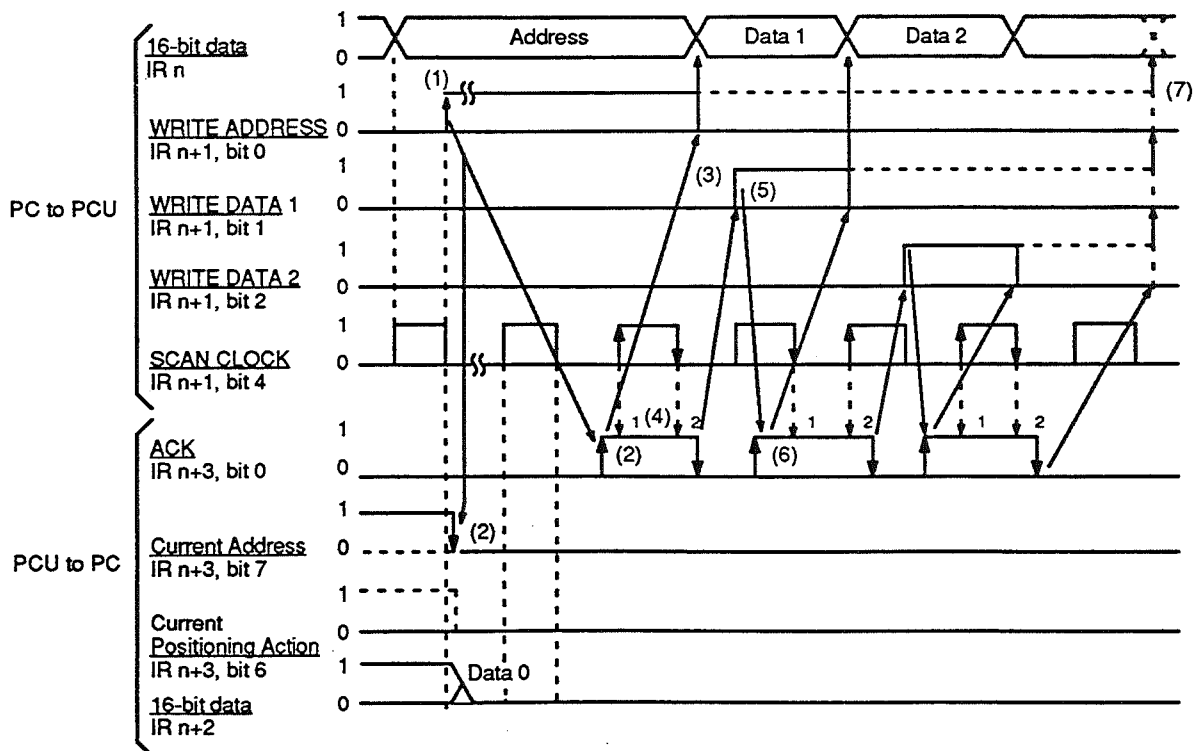 1
Address
Data 1
Data 2
16-bit data
0
IR n
(1)
(7)
1
WRITE ADDRESS
0
IR n+1, bit 0
1
(3)
(5)
PC to PCU
WRITE DATA 1
0
IR n+1, bit 1
1
WRITE DATA 2
0
IR n+1, bit 2
1
SCAN CLOCK
0
IR n+1, bit 4
1
1
(4)
2
1
2
1
2
ACK
(2)
(6)
0
IR n+3, bit 0
1
(2)
Current Address
0
IR n+3, bit 7
PCU to PC
1
Current
0
Positioning Action
IR n+3, bit 6
1
Data 0
16-bit data
0
IR n+2